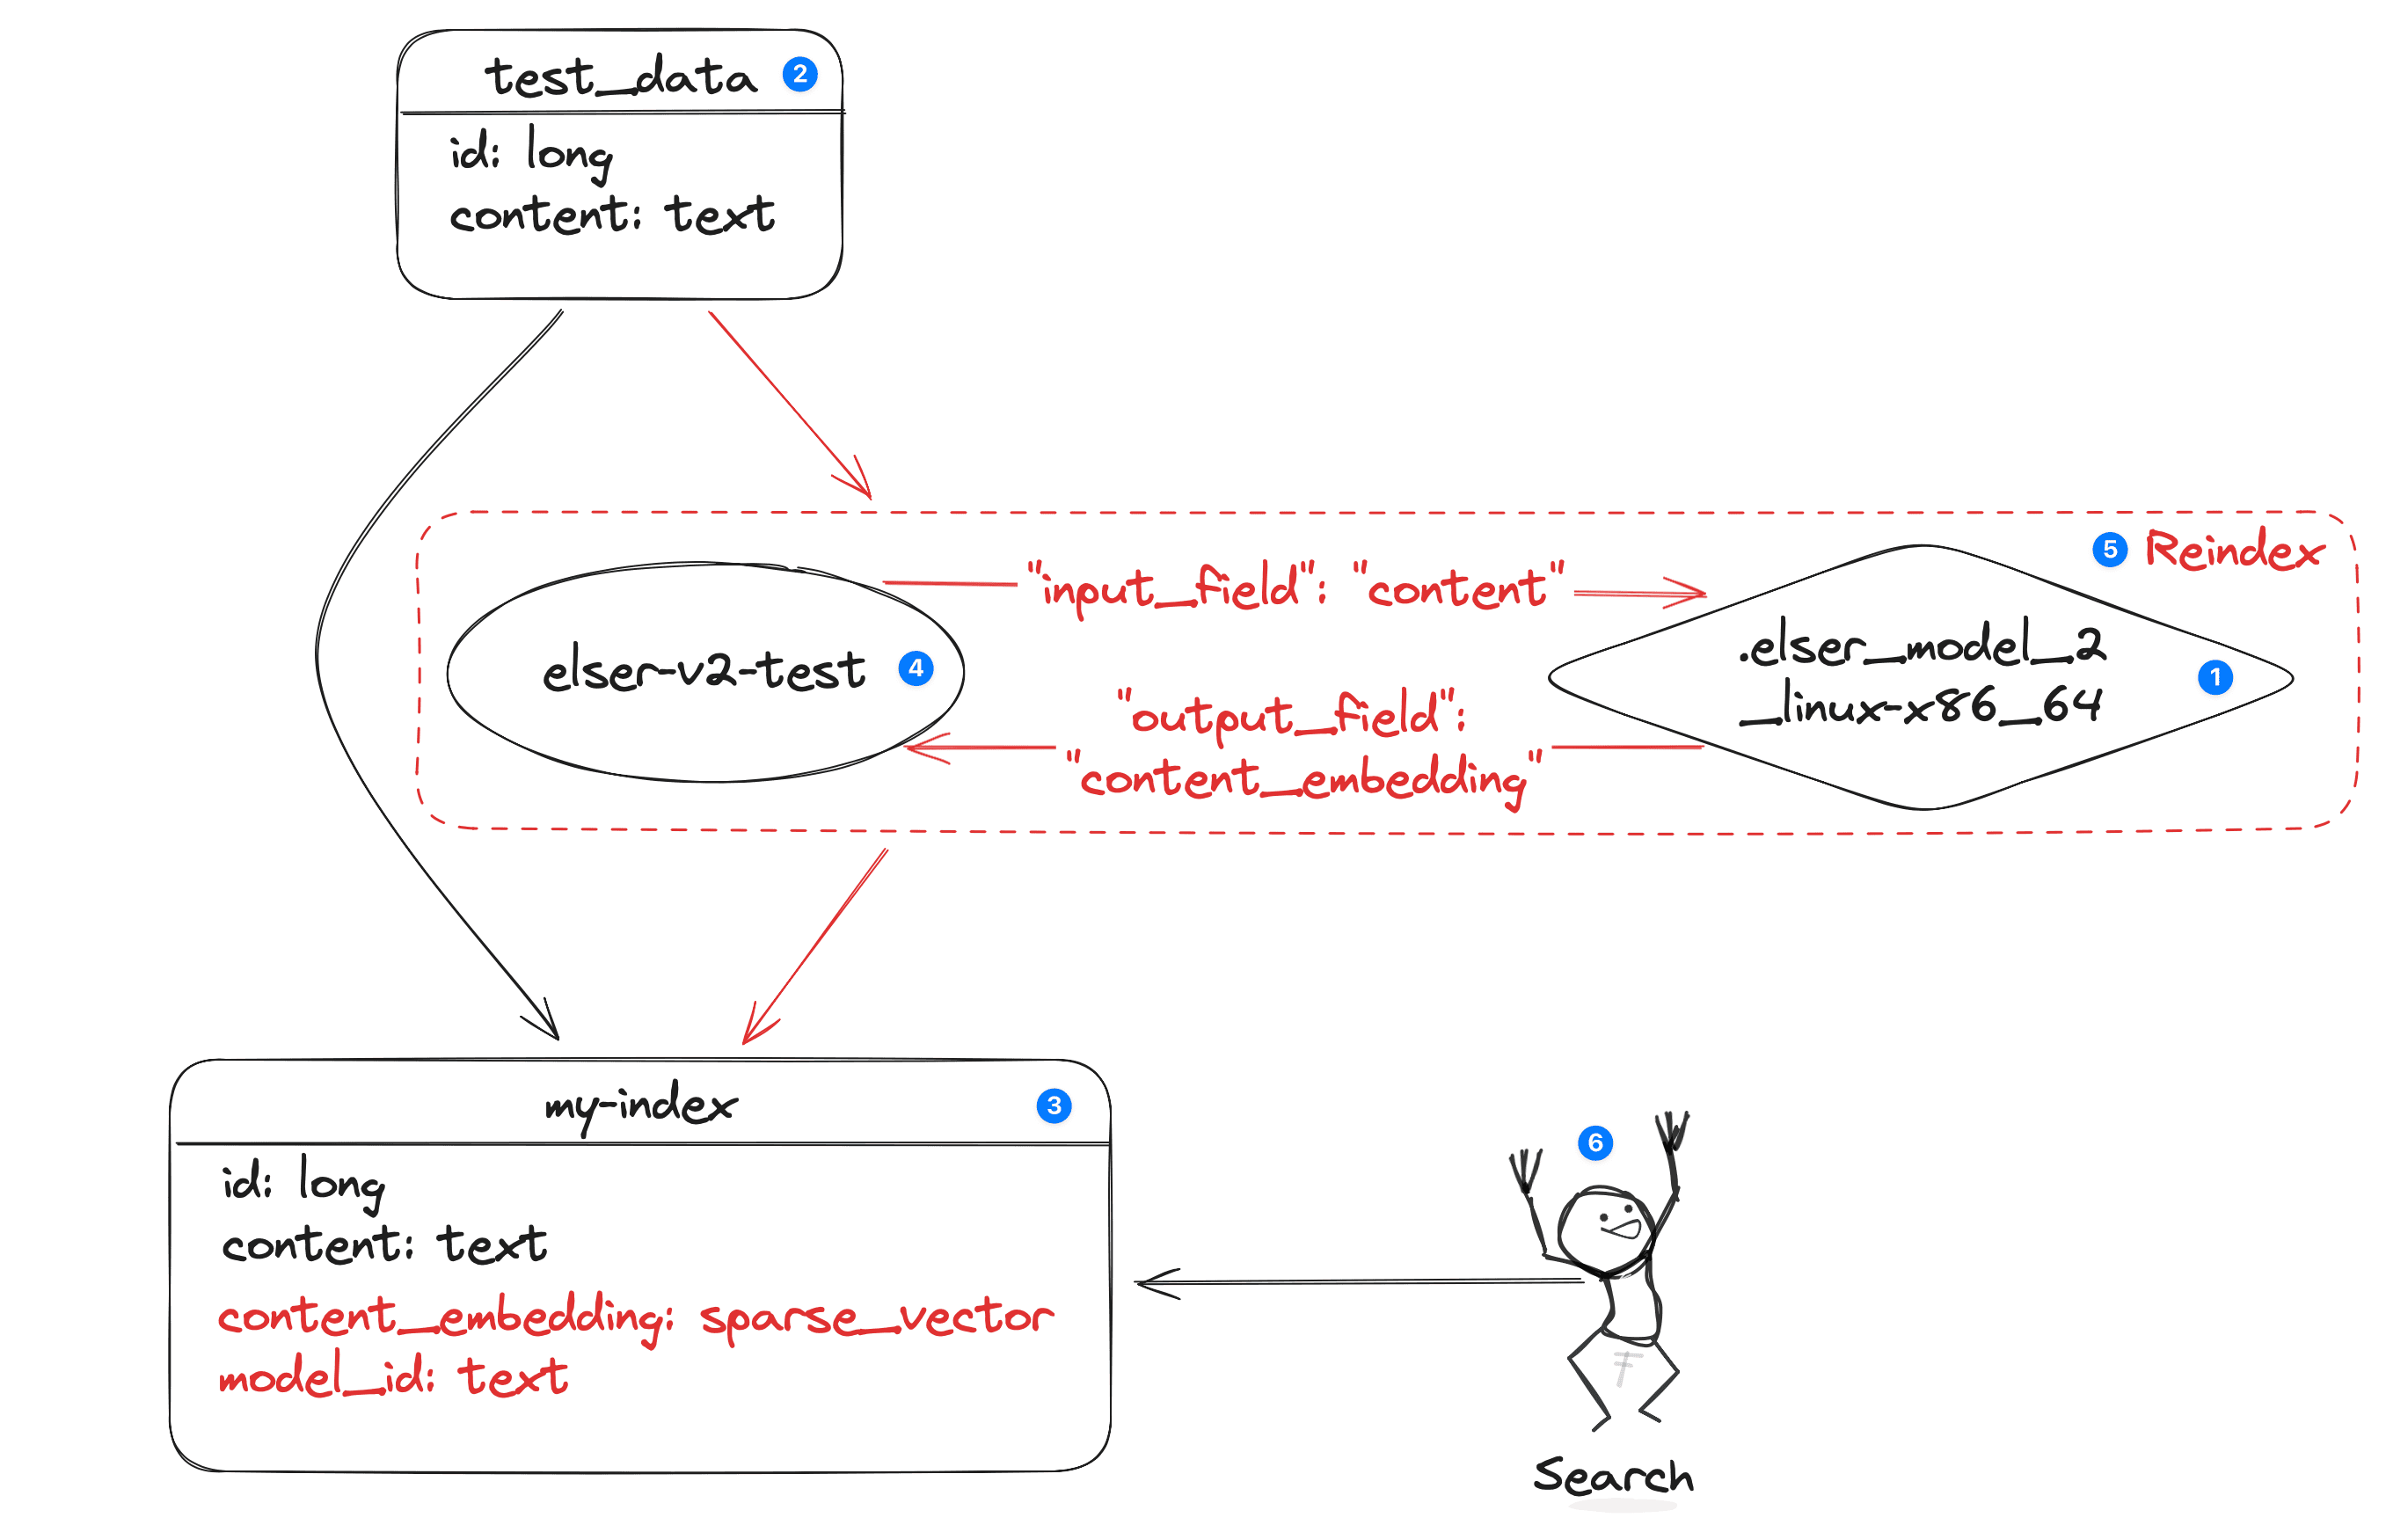 test_data 2
id: long
content: text
5 Reindex
"input_field": "content"
elser-v2-test 4
.elser_model_2
_linux-x86_64
1
"output_field":
"content_embedding"
my-index 3
id: long
content: text
content_embedding: sparse_vector
model_id: text
6
Search